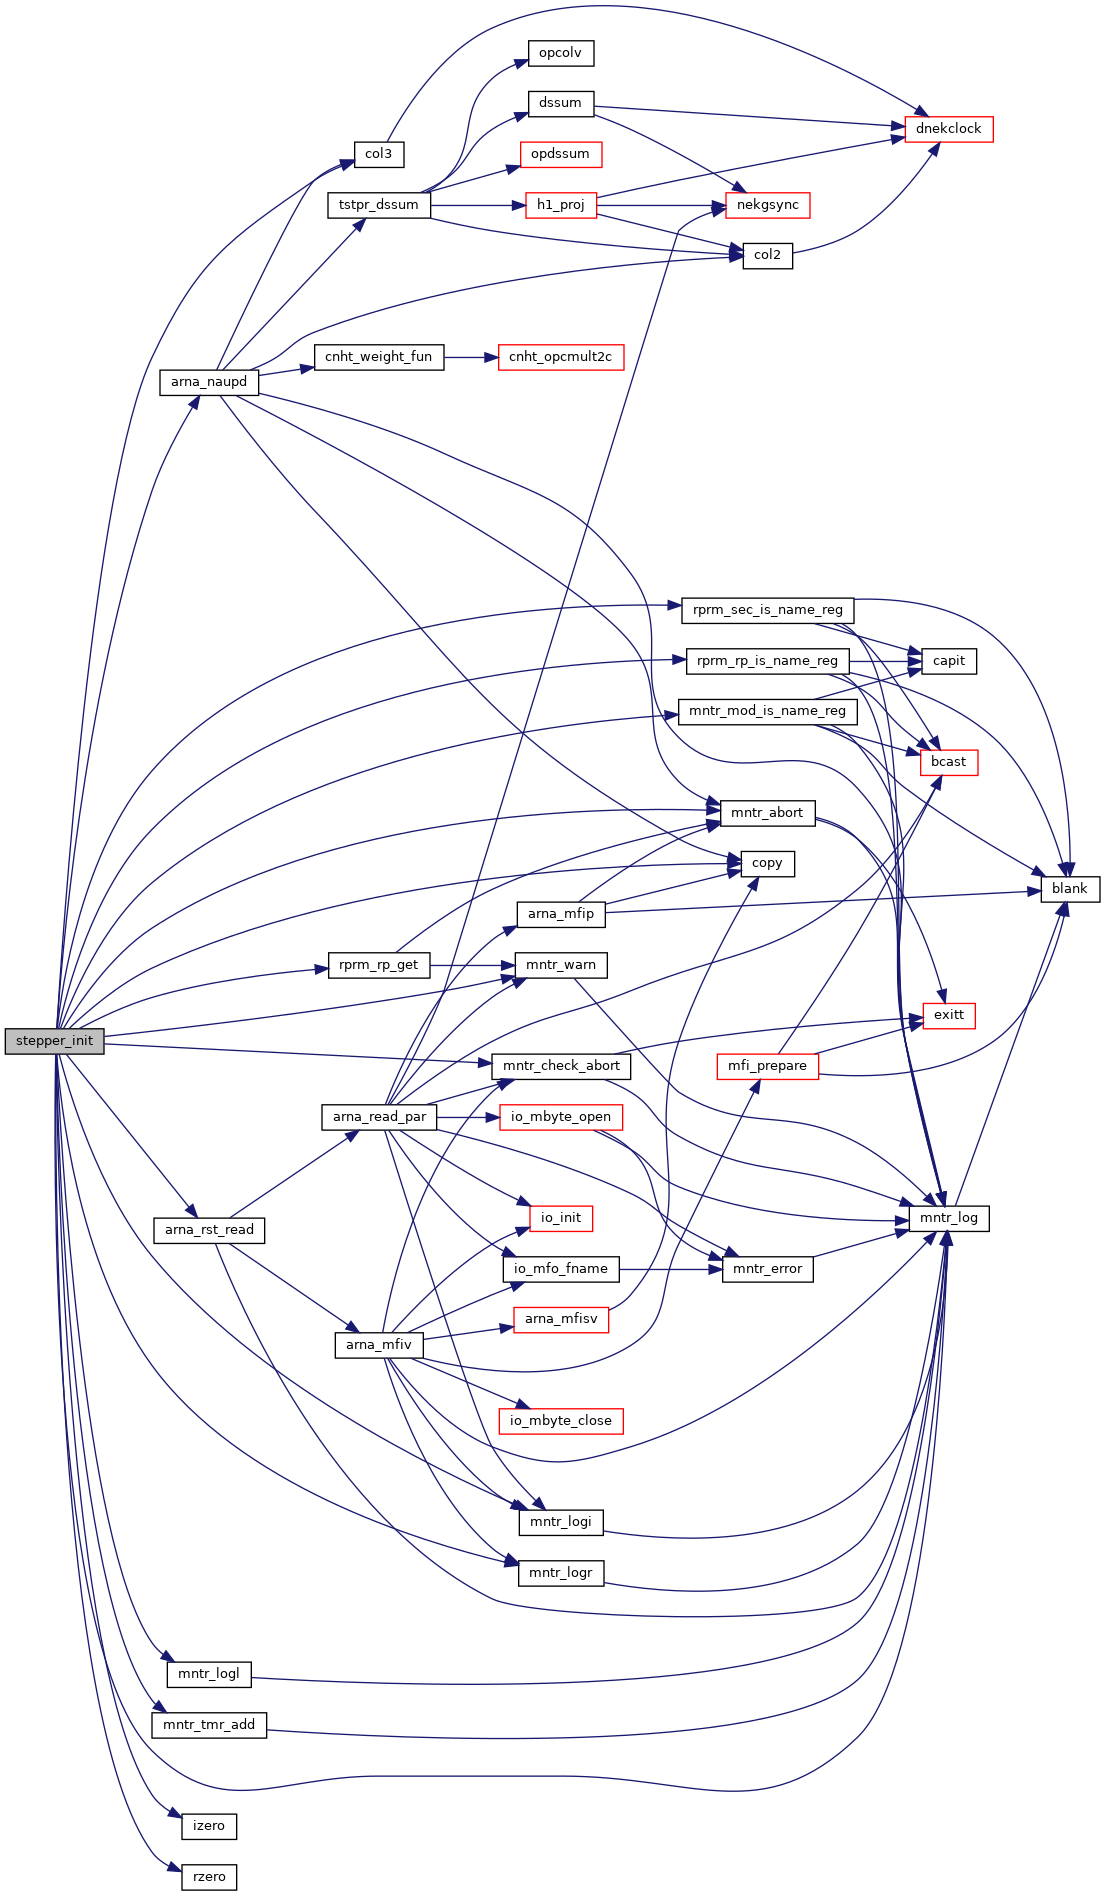 opcolv
dssum
dnekclock
col3
opdssum
tstpr_dssum
h1_proj
nekgsync
col2
cnht_weight_fun
cnht_opcmult2c
arna_naupd
rprm_sec_is_name_reg
rprm_rp_is_name_reg
capit
mntr_mod_is_name_reg
bcast
mntr_abort
copy
blank
arna_mfip
rprm_rp_get
mntr_warn
exitt
stepper_init
mntr_check_abort
mfi_prepare
arna_read_par
io_mbyte_open
io_init
mntr_log
arna_rst_read
io_mfo_fname
mntr_error
arna_mfisv
arna_mfiv
io_mbyte_close
mntr_logi
mntr_logr
mntr_logl
mntr_tmr_add
izero
rzero